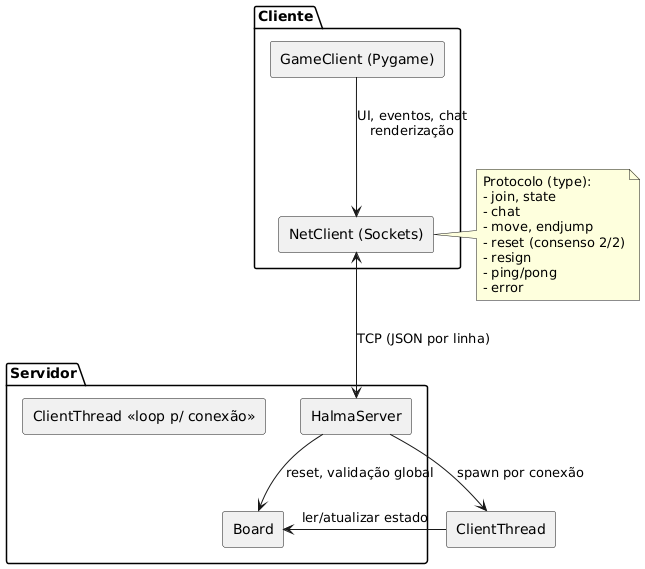 Cliente
GameClient (Pygame)
UI, eventos, chat
renderização
NetClient (Sockets)
Protocolo (type):
- join, state
- chat
- move, endjump
- reset (consenso 2/2)
- resign
- ping/pong
- error
TCP (JSON por linha)
Servidor
ClientThread «loop p/ conexão»
HalmaServer
reset, validação global
spawn por conexão
Board
ler/atualizar estado
ClientThread